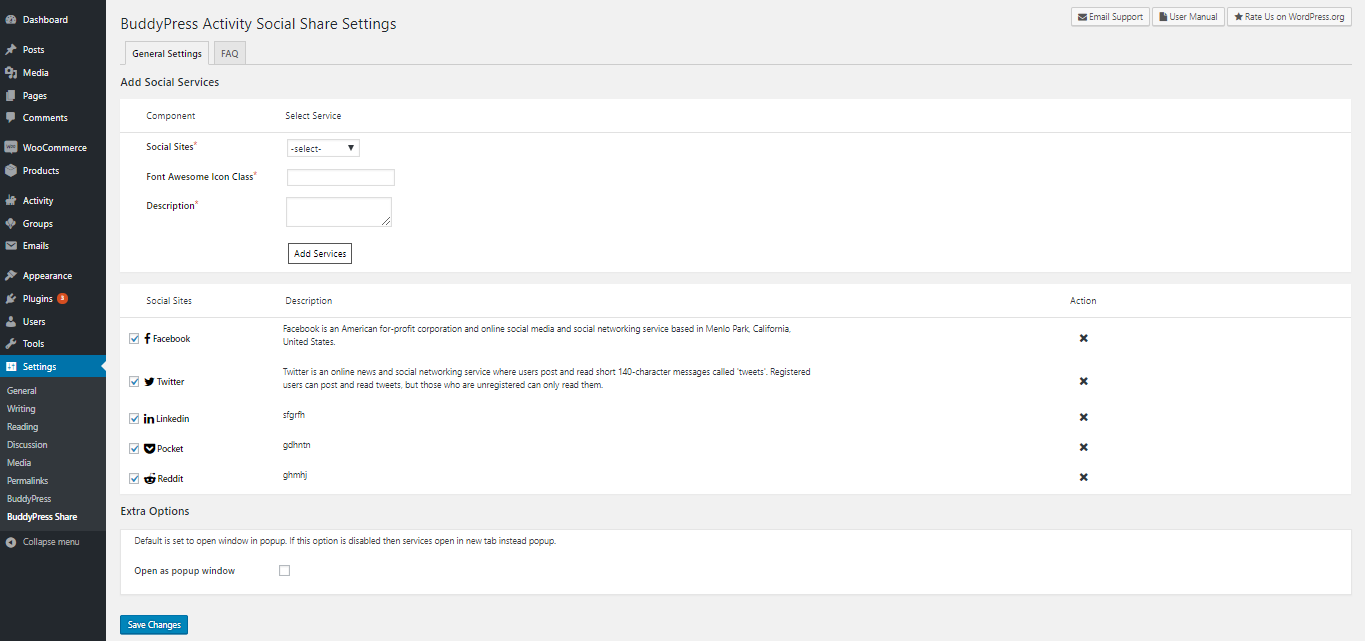 Dashboard
Posts
Media
Pages
Comments
WooCommerce
Products
Activity
Groups
Emails
Appearance
Plugins 3
Users
Tools
Settings
General
Writing
Reading
Discussion
Media
Permalinks
BuddyPress
BuddyPress Share
Collapse menu
BuddyPress Activity Social Share Settings
Email Support
User Manual
Rate Us on WordPress.org
General Settings
FAQ
Add Social Services
Component
Select Service
Social Sites*
-select-
Font Awesome Icon Class*
Description*
Add Services
Social Sites
Description
Action
Facebook
Facebook is an American for-profit corporation and online social media and social networking service based in Menlo Park, California,
United States.
Twitter
Twitter is an online news and social networking service where users post and read short 140-character messages called 'tweets'. Registered
users can post and read tweets, but those who are unregistered can only read them.
Linkedin
sfgrfh
Pocket
gdhntn
Reddit
ghmhj
Extra Options
Default is set to open window in popup. If this option is disabled then services open in new tab instead popup.
Open as popup window
Save Changes